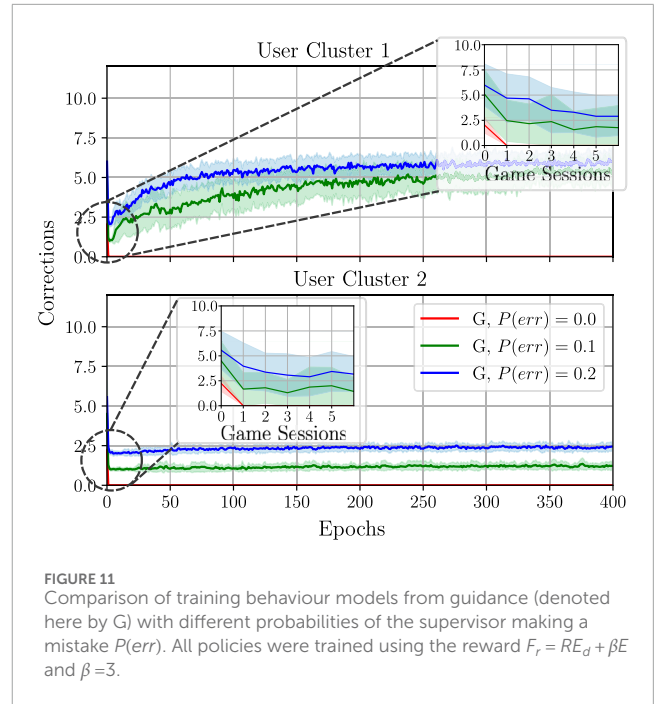 User Cluster 1
10.0
7.5
5.0
2.5
0.0
10.0
7.5
5.0
2.5
0.0
0 1 2 3 4 5
Game Sessions
Corrections
User Cluster 2
10.0
7.5
5.0
2.5
0.0
10.0
7.5
5.0
2.5
0.0
0 1 2 3 4 5
Game Sessions
G, P(err) = 0.0
G, P(err) = 0.1
G, P(err) = 0.2
0 50 100 150 200 250 300 350 400
Epochs
FIGURE 11
Comparison of training behaviour models from guidance (denoted
here by G) with different probabilities of the supervisor making a
mistake P(err). All policies were trained using the reward F_r = RE_d + βE
and β =3.